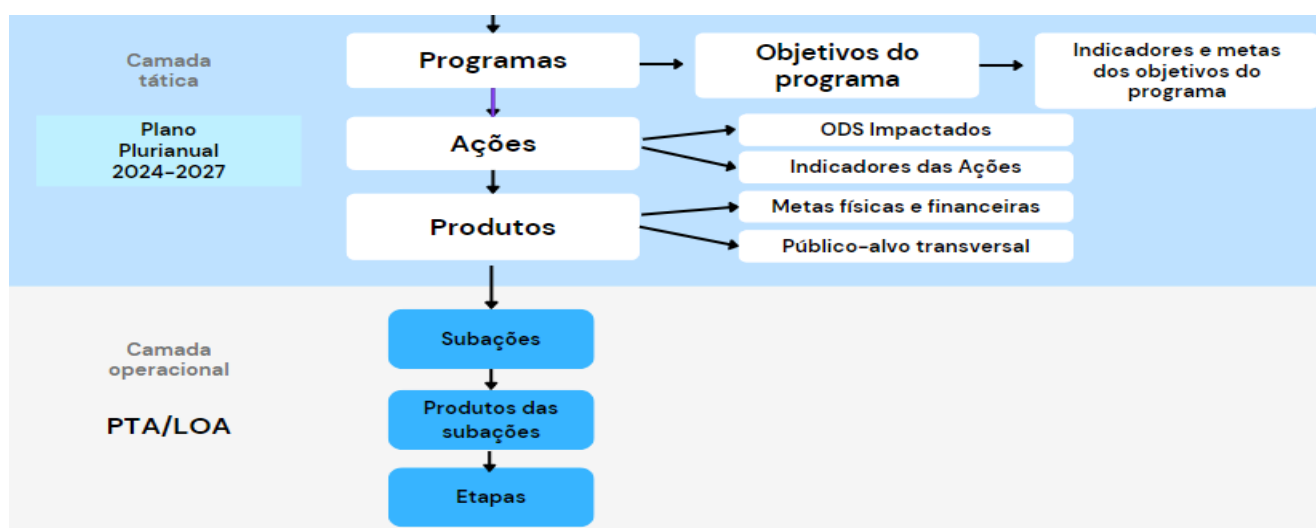 Camada
tática
Plano
Plurianual
2024-2027
Programas
Objetivos do
programa
Indicadores e metas
dos objetivos do
programa
Ações
ODS Impactados
Indicadores das Ações
Produtos
Metas físicas e financeiras
Público-alvo transversal
Camada
operacional
PTA/LOA
Subações
Produtos das
subações
Etapas